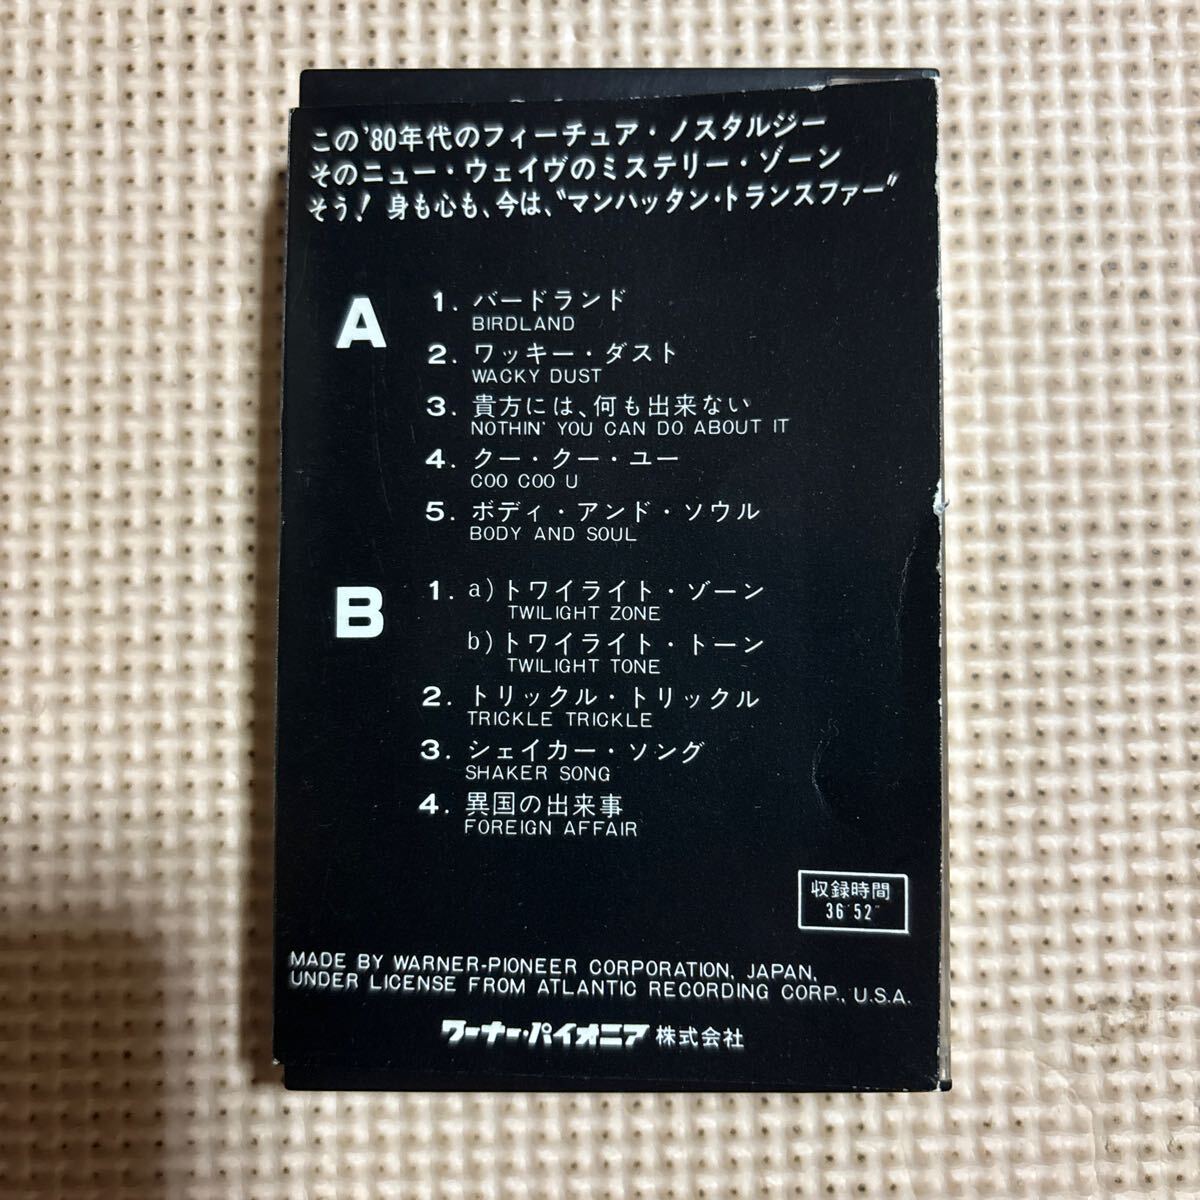 この'80年代のフィーチュア・ノスタルジー
そのニュー・ウェイヴのミステリー・ゾーン
そう! 身も心も、今は、"マンハッタン・トランスファー"
A
1. バードランド
BIRDLAND
2. ワッキー・ダスト
WACKY DUST
3. 貴方には、何も出来ない
NOTHIN' YOU CAN DO ABOUT IT
4. クー・クー・ユー
COO COO U
5. ボディ・アンド・ソウル
BODY AND SOUL
B
1. a)トワイライト・ゾーン
TWILIGHT ZONE
b)トワイライト・トーン
TWILIGHT TONE
2. トリックル・トリックル
TRICKLE TRICKLE
3. シェイカー・ソング
SHAKER SONG
4. 異国の出来事
FOREIGN AFFAIR
収録時間
36'52"
MADE BY WARNER-PIONEER CORPORATION, JAPAN,
UNDER LICENSE FROM ATLANTIC RECORDING CORP., U.S.A.
ワーナー・パイオニア株式会社